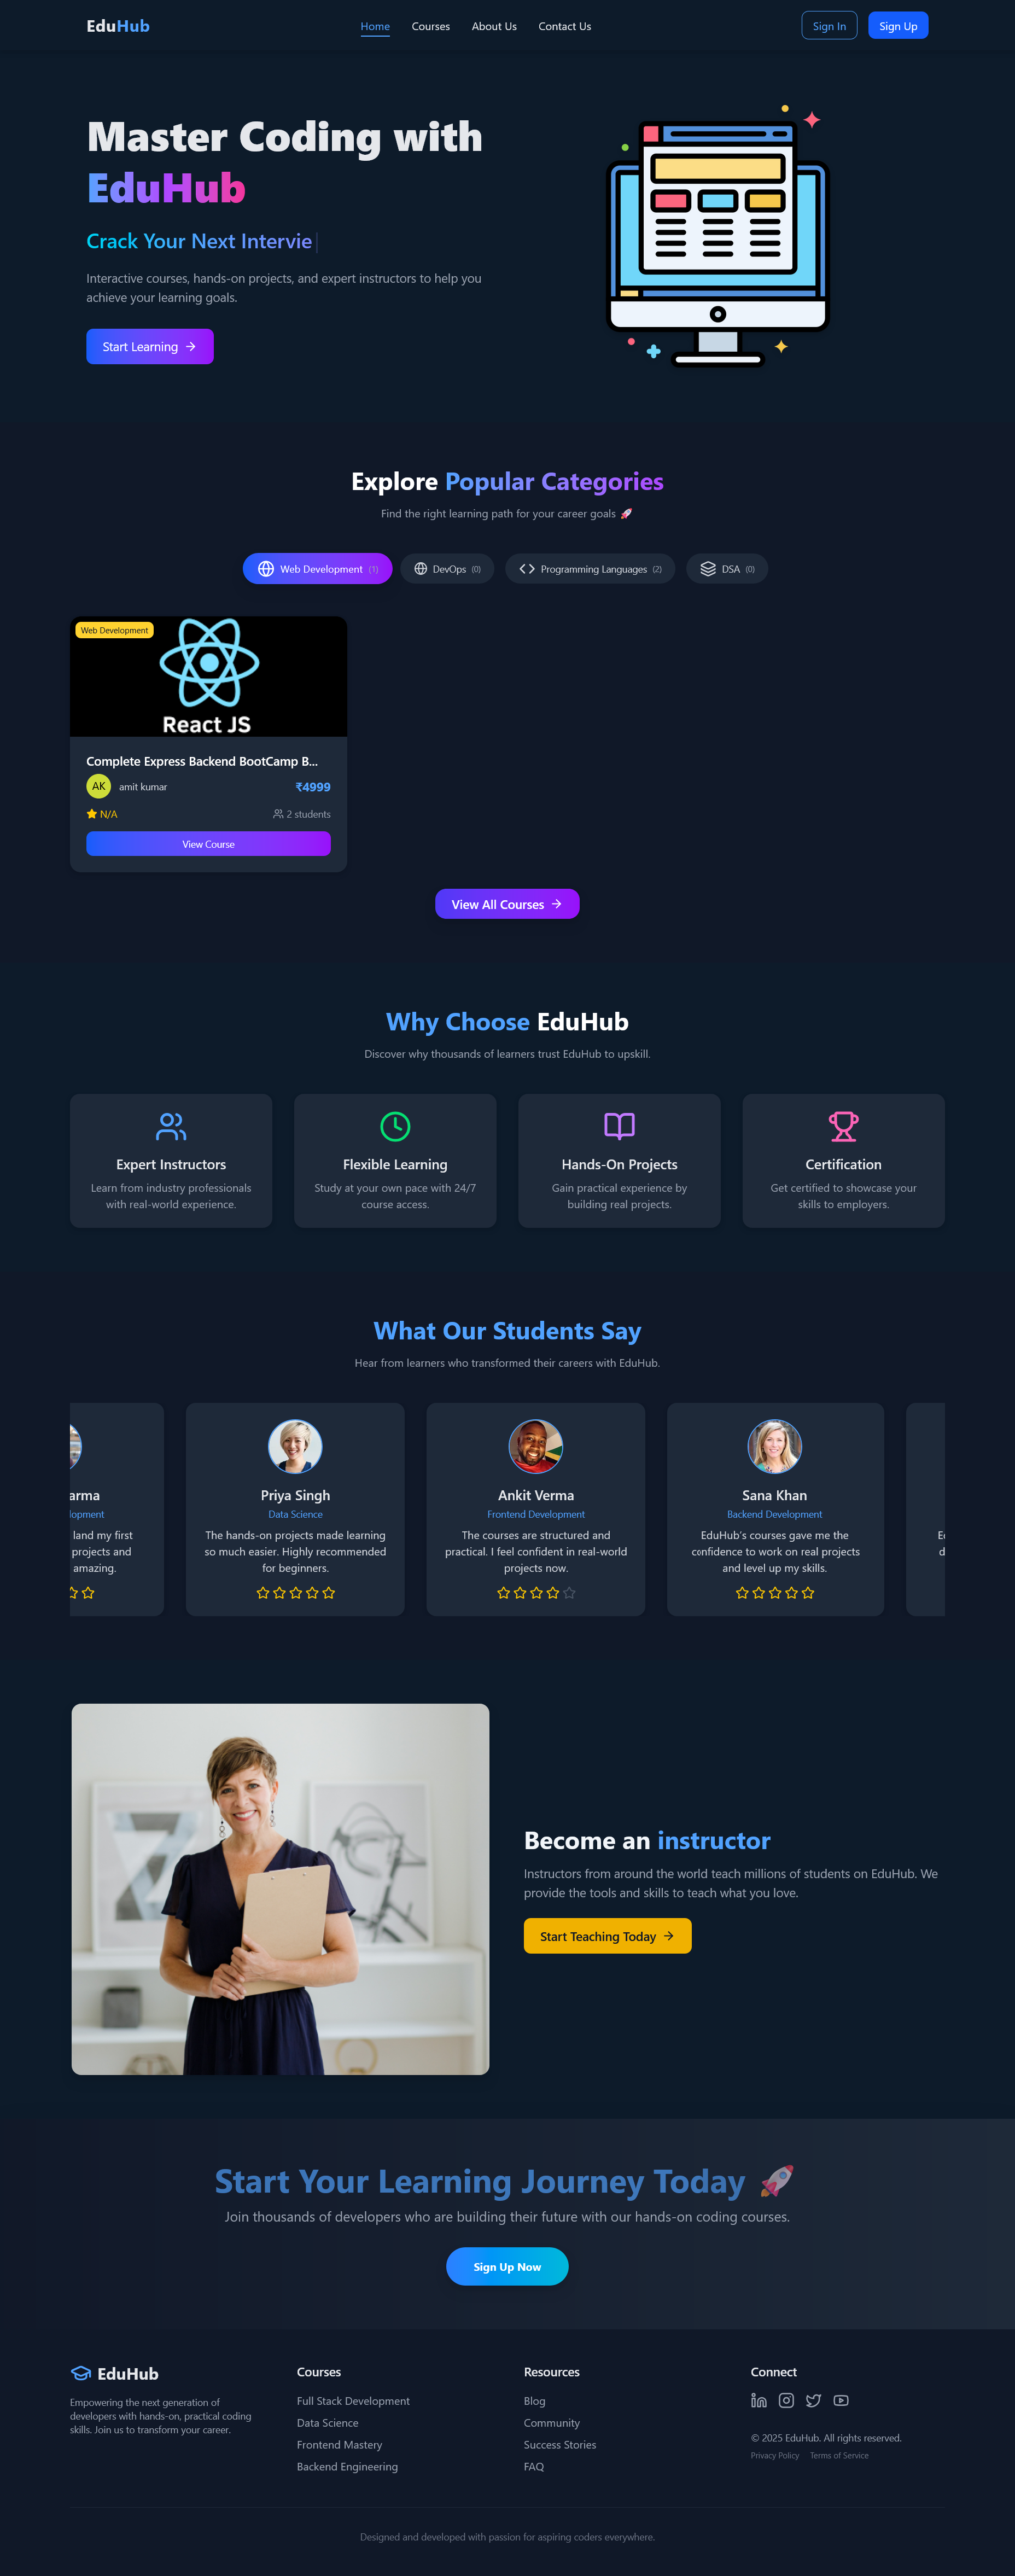 EduHub
Home
Courses
About Us
Contact Us
Sign In
Sign Up
Master Coding with
EduHub
Crack Your Next Intervie
Interactive courses, hands-on projects, and expert instructors to help you
achieve your learning goals.
Start Learning
Explore Popular Categories
Find the right learning path for your career goals 🚀
Web Development (1)
DevOps (0)
Programming Languages (2)
DSA (0)
Web Development
React JS
Complete Express Backend BootCamp B...
AK
amit kumar
₹4999
N/A
2 students
View Course
View All Courses
Why Choose EduHub
Discover why thousands of learners trust EduHub to upskill.
Expert Instructors
Learn from industry professionals
with real-world experience.
Flexible Learning
Study at your own pace with 24/7
course access.
Hands-On Projects
Gain practical experience by
building real projects.
Certification
Get certified to showcase your
skills to employers.
What Our Students Say
Hear from learners who transformed their careers with EduHub.
arma
lopment
land my first
projects and
amazing.
Priya Singh
Data Science
The hands-on projects made learning
so much easier. Highly recommended
for beginners.
Ankit Verma
Frontend Development
The courses are structured and
practical. I feel confident in real-world
projects now.
Sana Khan
Backend Development
EduHub's courses gave me the
confidence to work on real projects
and level up my skills.
Become an instructor
Instructors from around the world teach millions of students on EduHub. We
provide the tools and skills to teach what you love.
Start Teaching Today
Start Your Learning Journey Today 🚀
Join thousands of developers who are building their future with our hands-on coding courses.
Sign Up Now
EduHub
Empowering the next generation of
developers with hands-on, practical coding
skills. Join us to transform your career.
Courses
Full Stack Development
Data Science
Frontend Mastery
Backend Engineering
Resources
Blog
Community
Success Stories
FAQ
Connect
© 2025 EduHub. All rights reserved.
Privacy Policy
Terms of Service
Designed and developed with passion for aspiring coders everywhere.